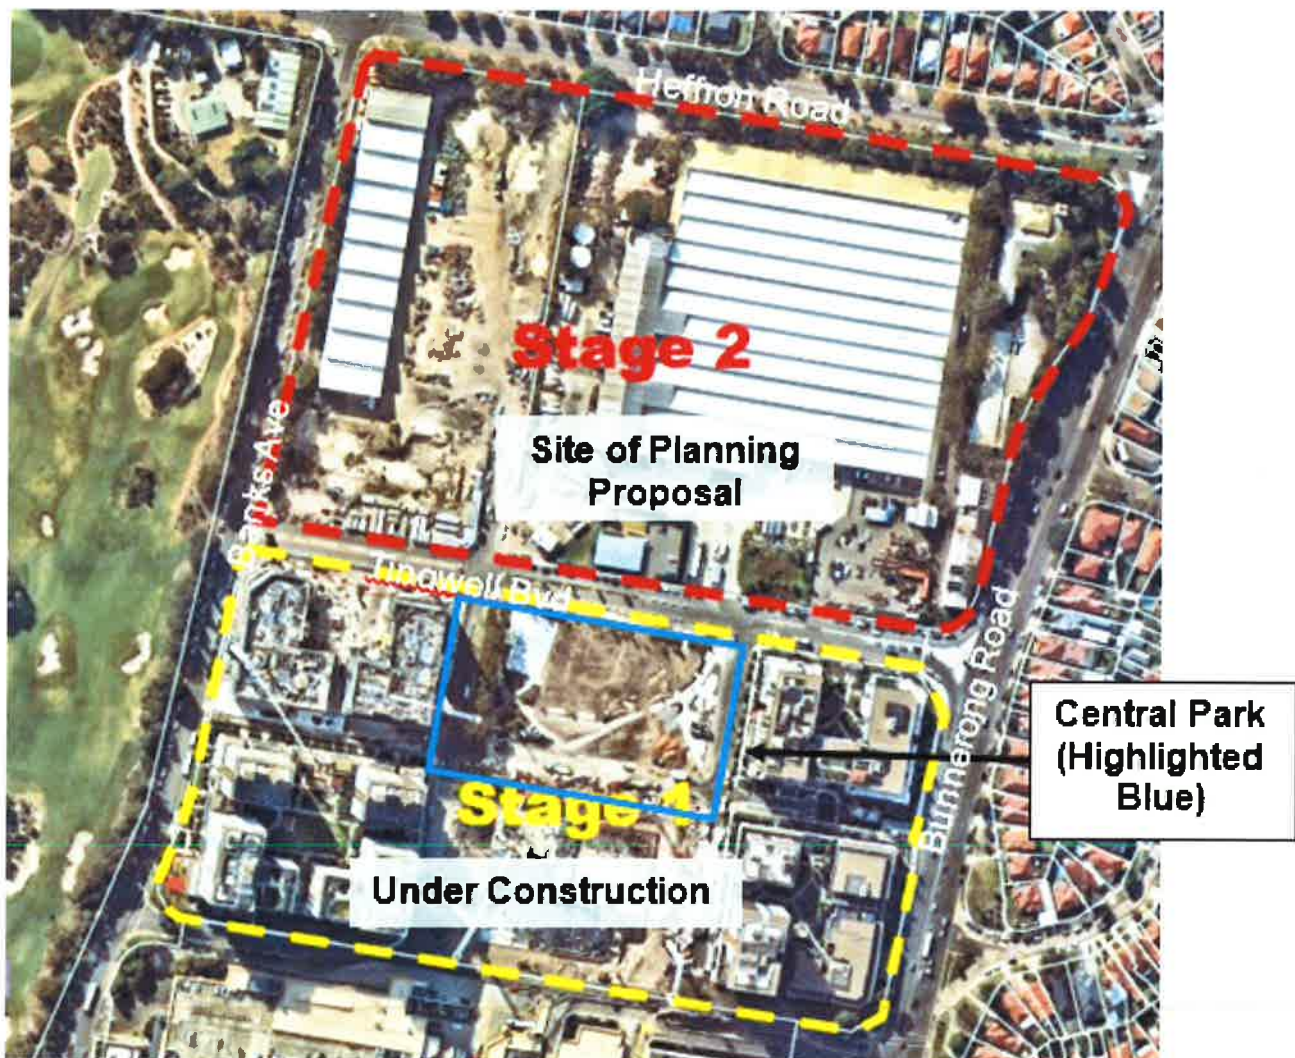 Heffron Road
Stage 2
Site of Planning
Proposal
Banks Ave
Tingwell Bvd
Bunnerong Road
Central Park
(Highlighted
Blue)
Stage 1
Under Construction